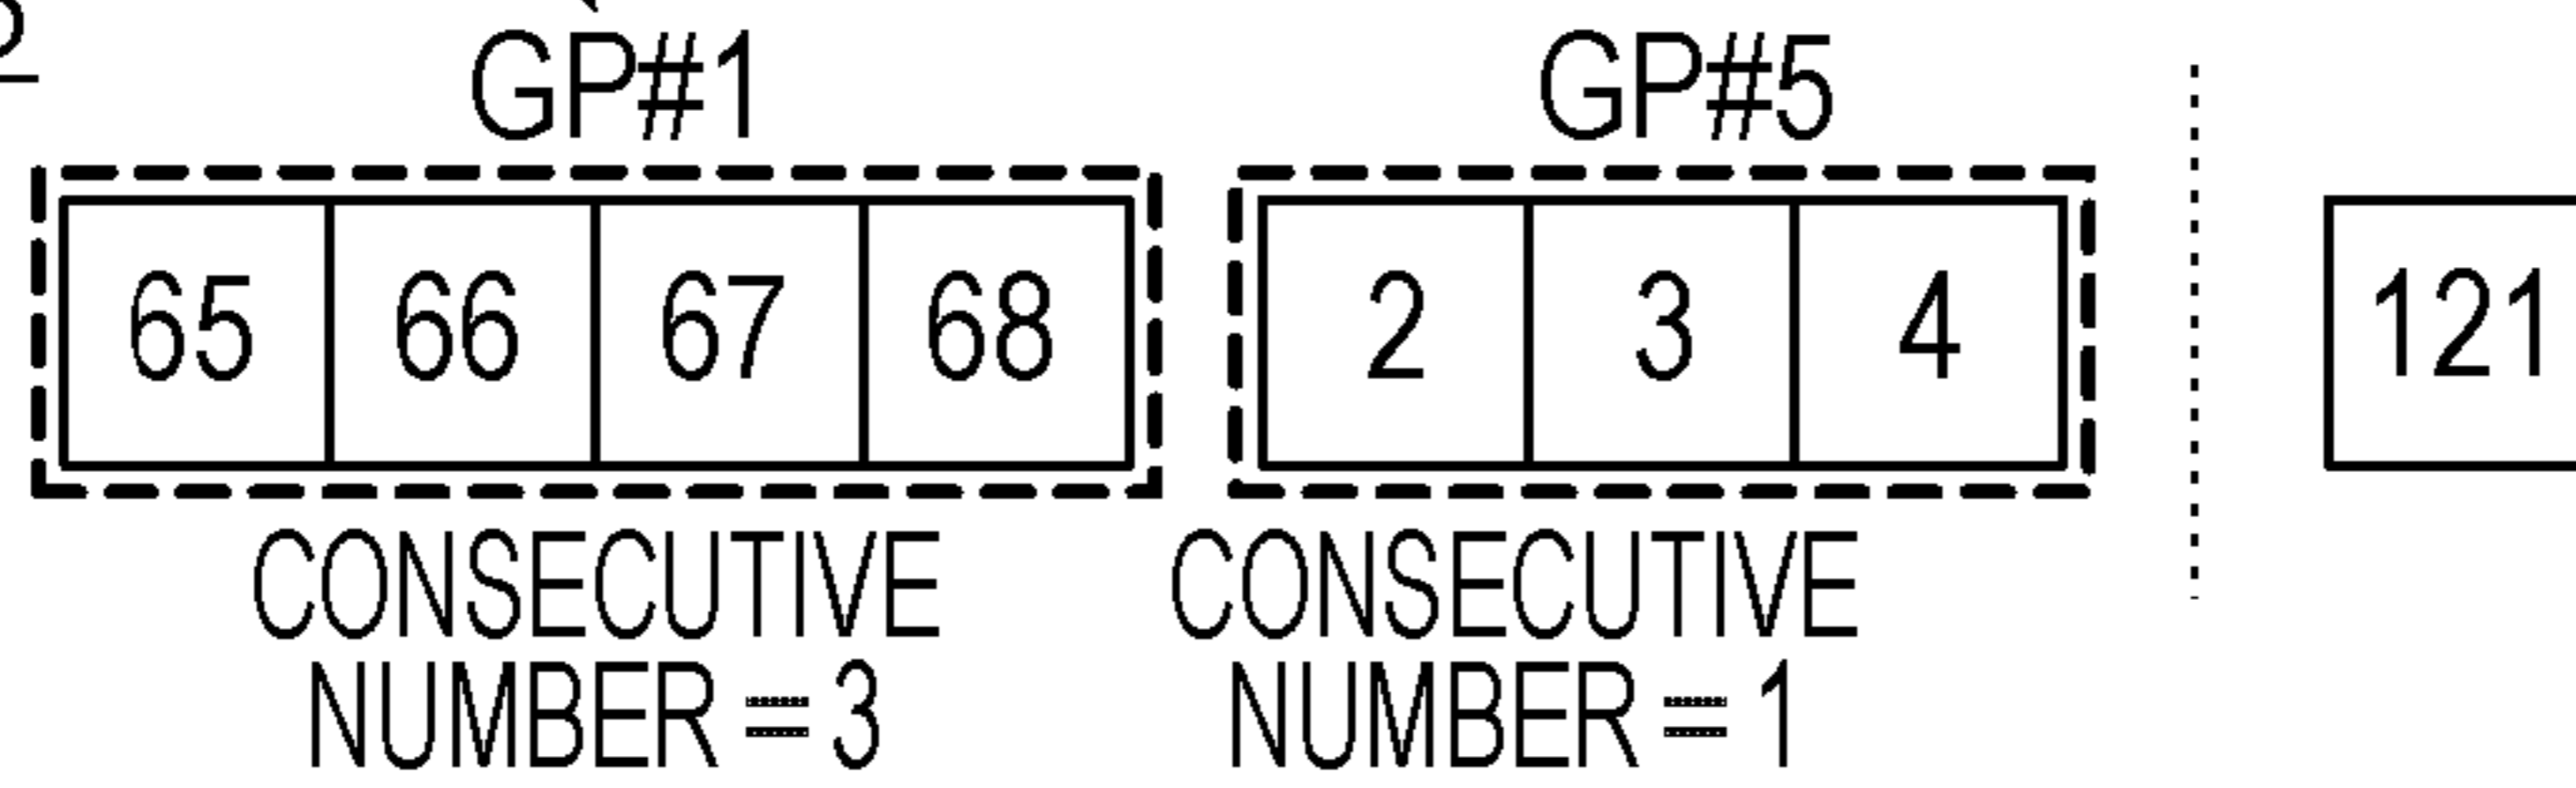 GP#1 GP#5
65 66 67 68 2 3 4 121
CONSECUTIVE CONSECUTIVE
NUMBER = 3 NUMBER = 1